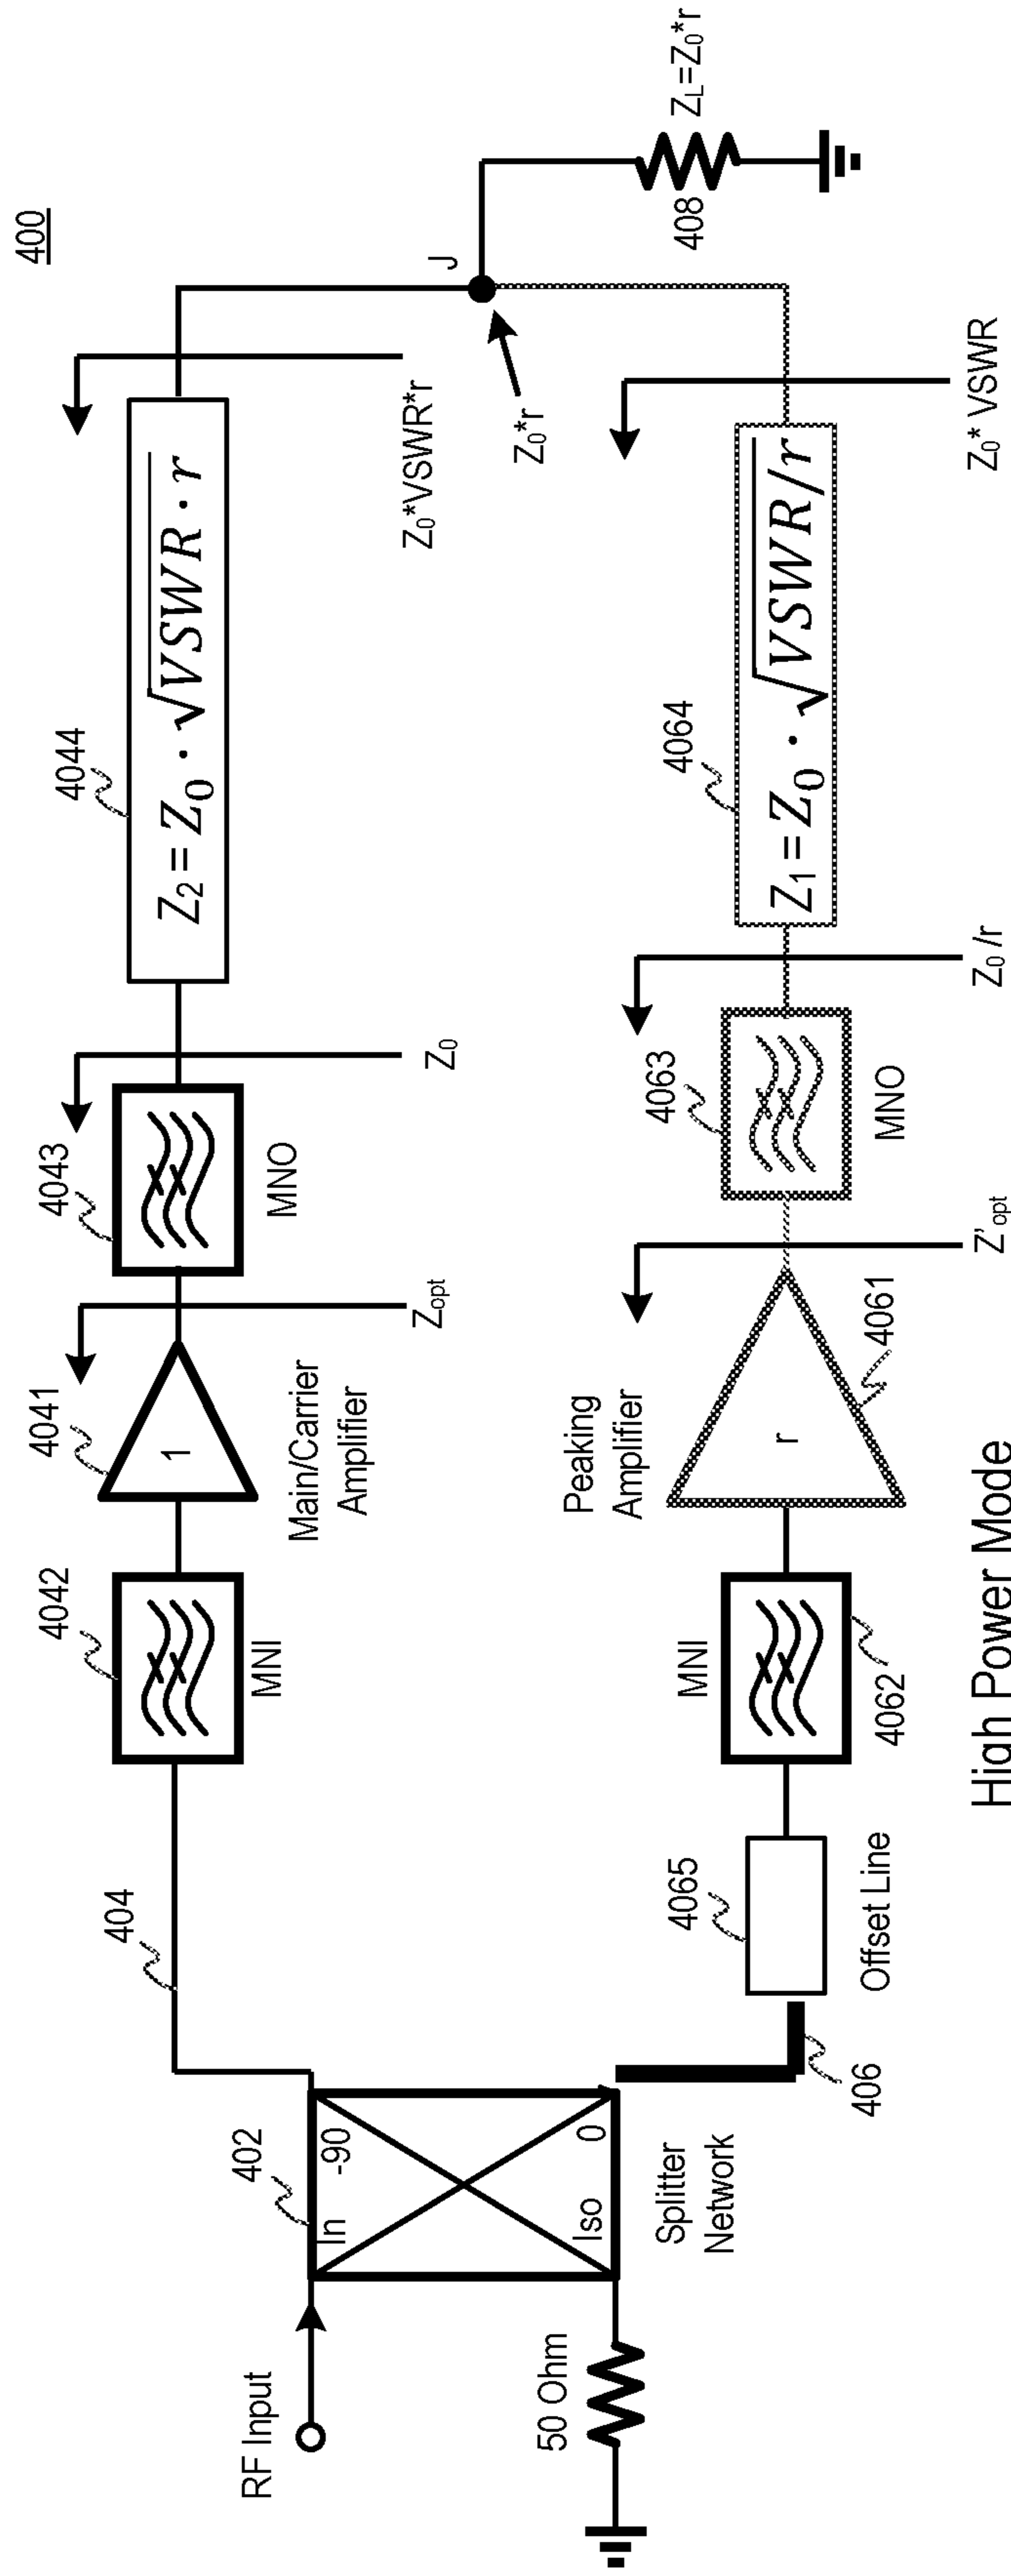 400
RF Input
402
In
-90
Iso
0
50 Ohm
Splitter
Network
404
4042
MNI
4041
1
Main/Carrier
Amplifier
Zopt
4043
MNO
Z0
4044
Z2 = Z0 · √VSWR · r
Z0*VSWR*r
J
Z0*r
408
ZL=Z0*r
406
4065
Offset Line
MNI
4062
Peaking
Amplifier
r
4061
Z'opt
4063
MNO
Z0 /r
4064
Z1 = Z0 · √VSWR/r
Z0* VSWR
High Power Mode